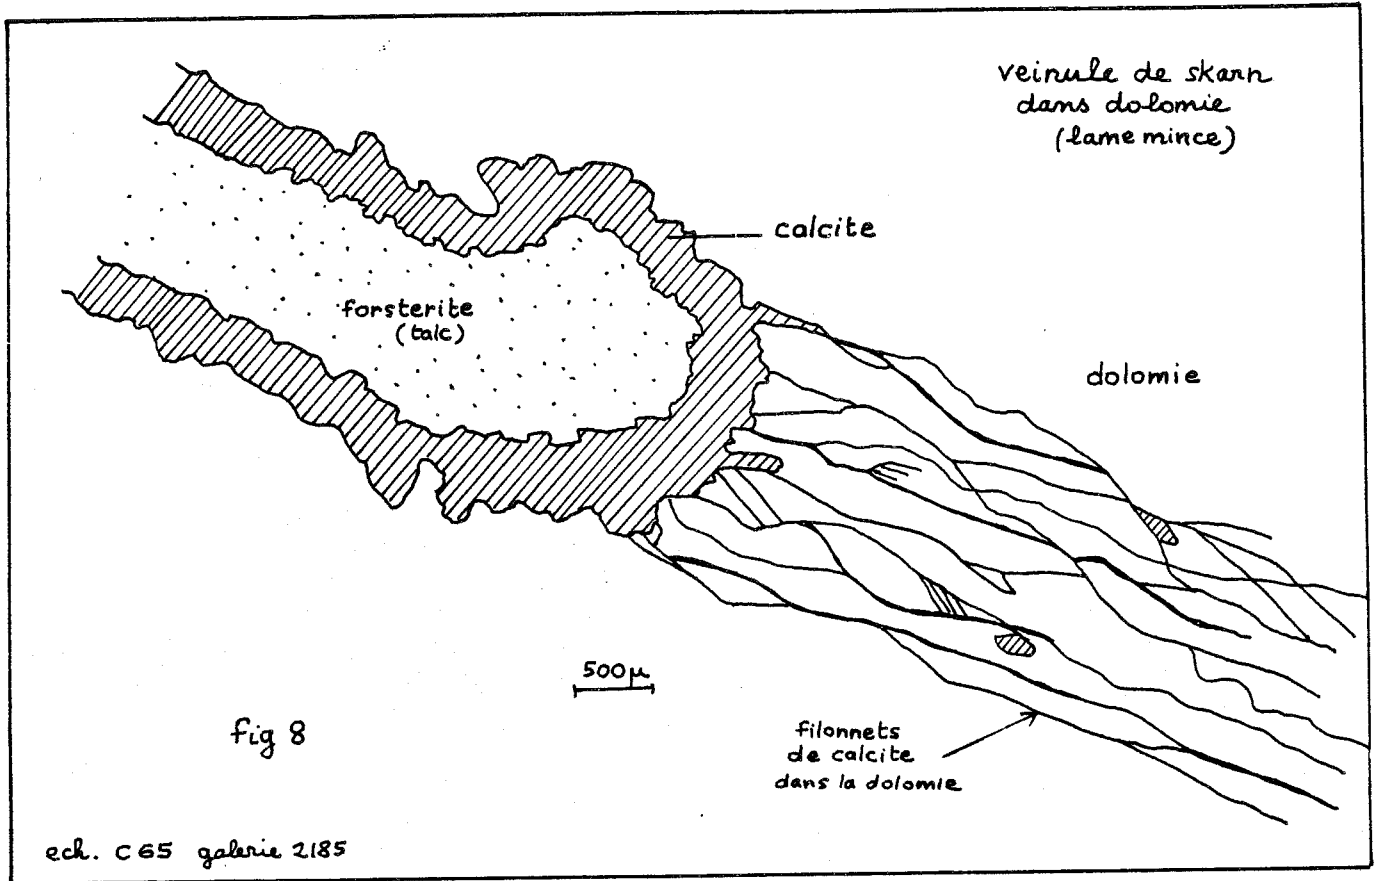 veinule de skarn
dans dolomie
(lame mince)
calcite
forsterite
(talc)
dolomie
500µ
fig 8
filonnets
de calcite
dans la dolomie
ech. C65 galerie 2185